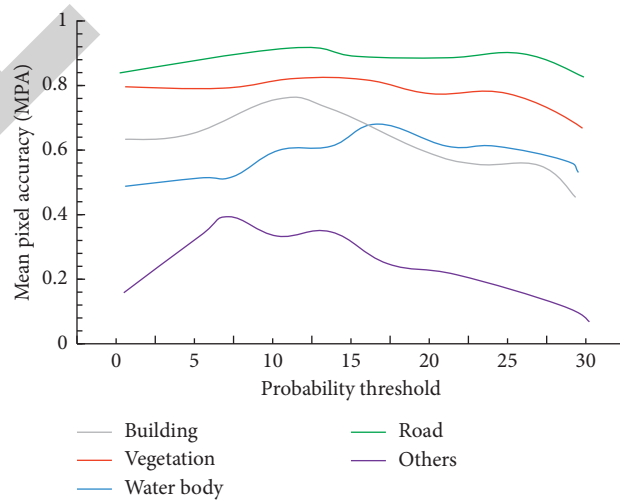 1
0.8
0.6
0.4
0.2
0
Mean pixel accuracy (MPA)
0 5 10 15 20 25 30
Probability threshold
Building
Vegetation
Water body
Road
Others